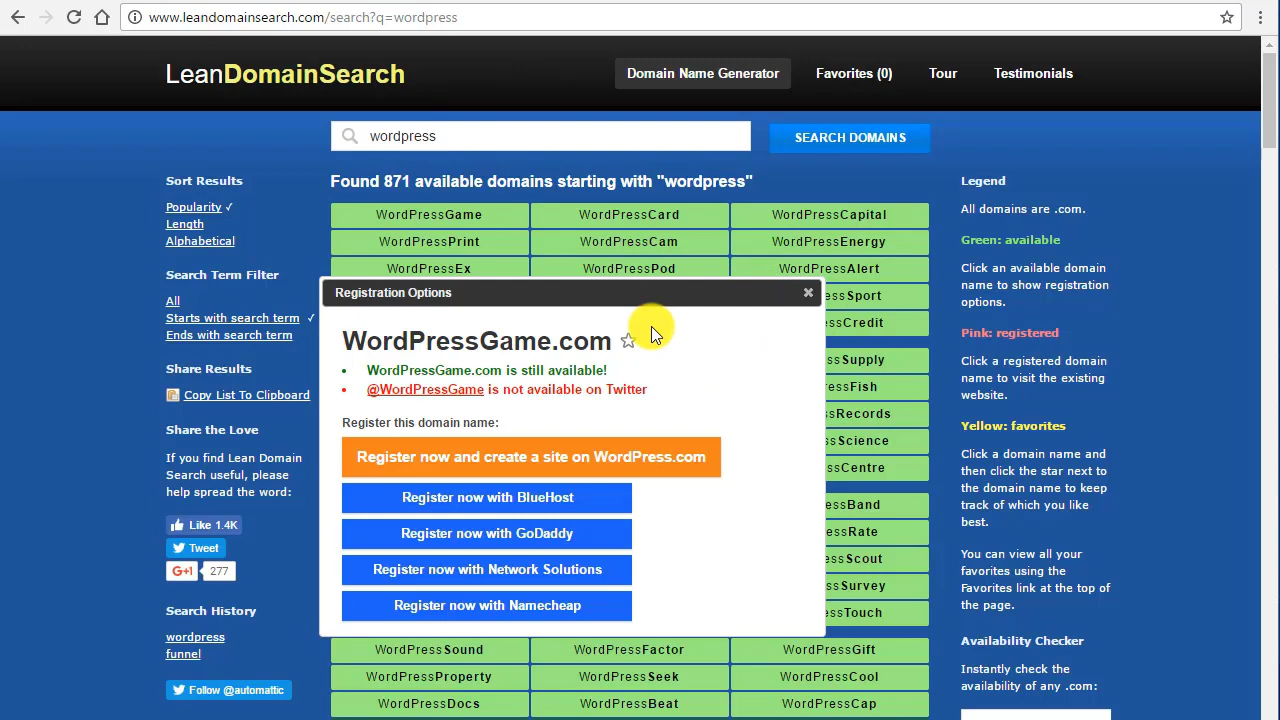 www.leandomainsearch.com/search?q=wordpress
LeanDomainSearch
Domain Name Generator
Favorites (0)
Tour
Testimonials
wordpress
SEARCH DOMAINS
Sort Results
Popularity ✓
Length
Alphabetical
Search Term Filter
All
Starts with search term ✓
Ends with search term
Share Results
Copy List To Clipboard
Share the Love
If you find Lean Domain
Search useful, please
help spread the word:
Like 1.4K
Tweet
G+1 277
Search History
wordpress
funnel
Follow @automattic
Found 871 available domains starting with "wordpress"
WordPressGame WordPressCard WordPressCapital
WordPressPrint WordPressCam WordPressEnergy
WordPressEx WordPressPod WordPressAlert
essSport
essCredit
essSupply
essFish
essRecords
essScience
essCentre
essBand
essRate
essScout
essSurvey
essTouch
Registration Options
WordPressGame.com
• WordPressGame.com is still available!
• @WordPressGame is not available on Twitter
Register this domain name:
Register now and create a site on WordPress.com
Register now with BlueHost
Register now with GoDaddy
Register now with Network Solutions
Register now with Namecheap
WordPressSound WordPressFactor WordPressGift
WordPressProperty WordPressSeek WordPressCool
WordPressDocs WordPressBeat WordPressCap
Legend
All domains are .com.
Green: available
Click an available domain
name to show registration
options.
Pink: registered
Click a registered domain
name to visit the existing
website.
Yellow: favorites
Click a domain name and
then click the star next to
the domain name to keep
track of which you like
best.
You can view all your
favorites using the
Favorites link at the top of
the page.
Availability Checker
Instantly check the
availability of any .com: